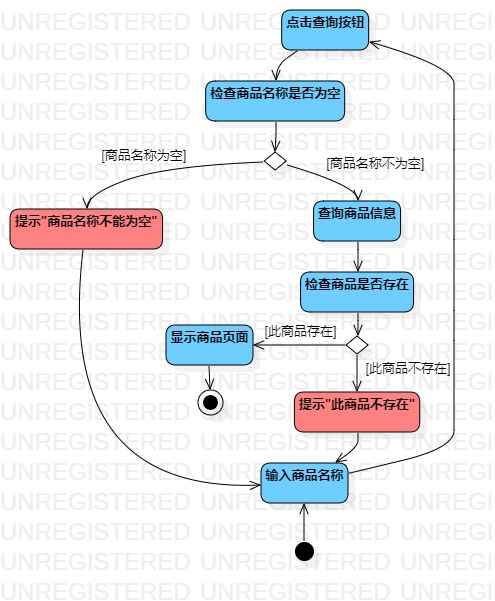 UNREGISTERED UNREGISTERED UNREGI
点击查询按钮
检查商品名称是否为空
[商品名称为空]
[商品名称不为空]
提示"商品名称不能为空"
查询商品信息
检查商品是否存在
[此商品存在]
显示商品页面
[此商品不存在]
提示"此商品不存在"
输入商品名称